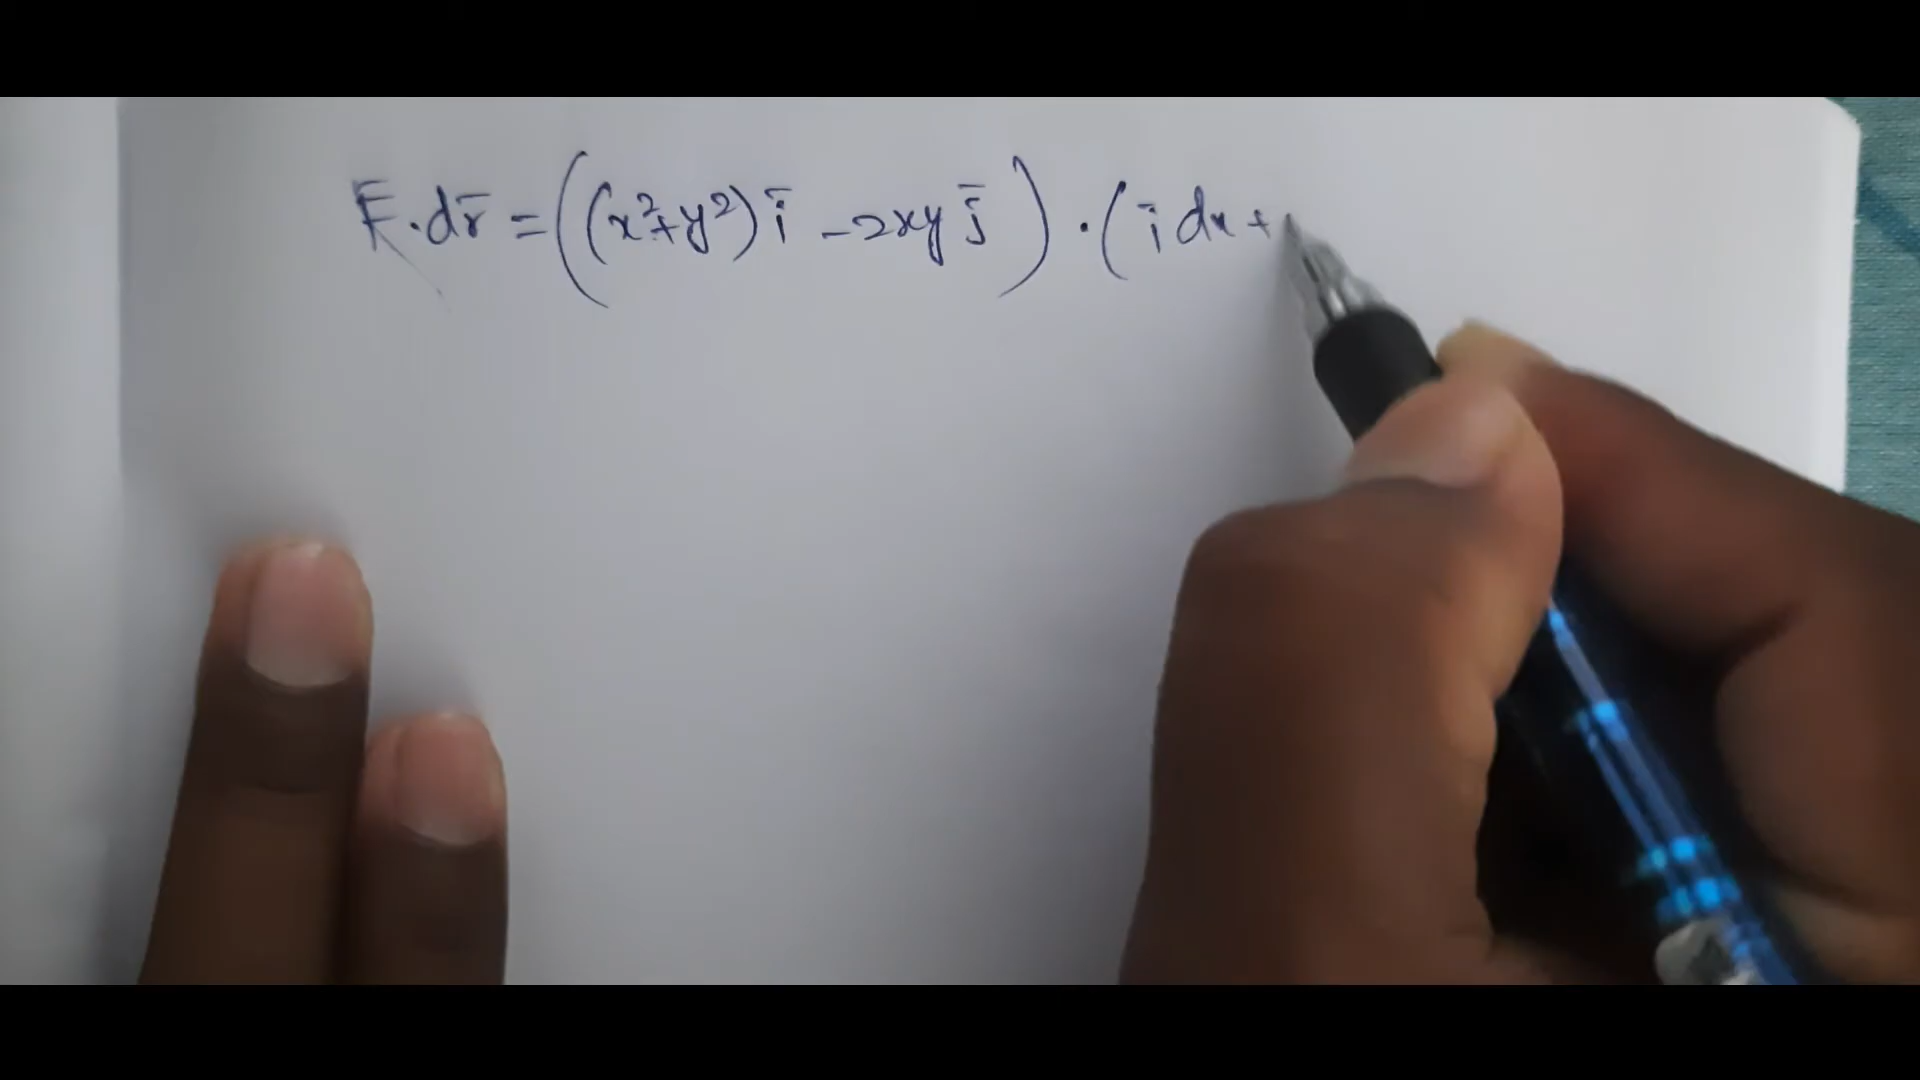 F̄.dr̄ = ((x²+y²) ī - 2xy j̄) . (ī dx +